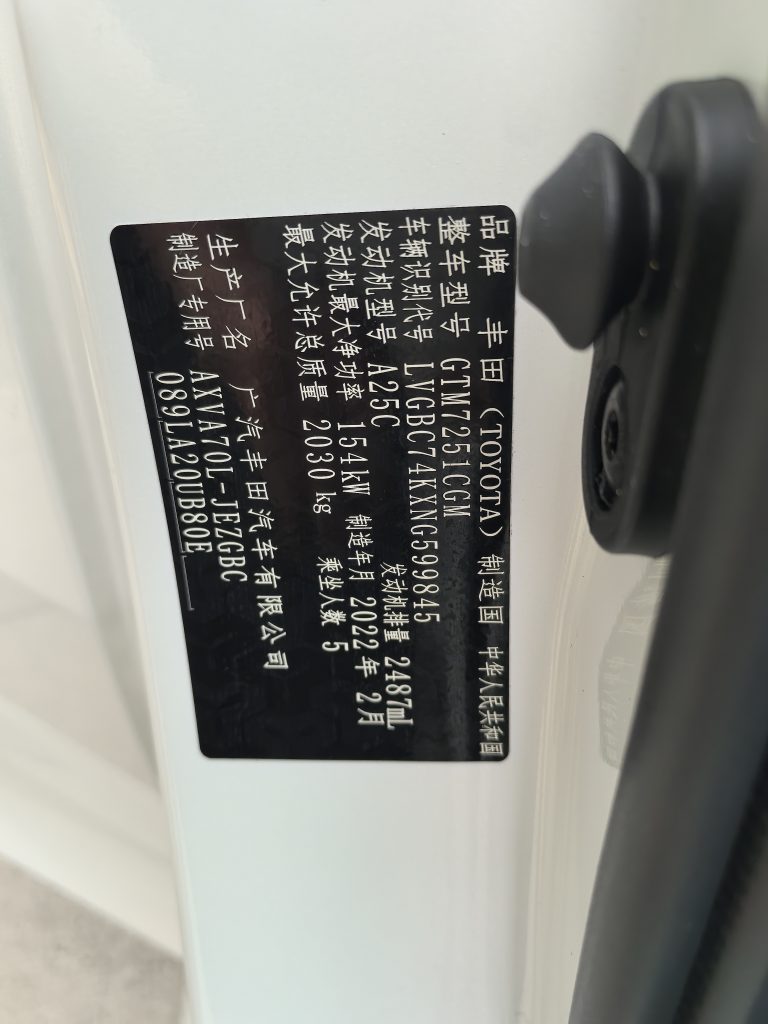 品牌 丰田（TOYOTA） 制造国 中华人民共和国
整车型号 GTM7251CGM
车辆识别代号 LVGBC74KXNG599845
发动机型号 A25C 发动机排量 2487mL
发动机最大净功率 154kW 制造年月 2022年2月
最大允许总质量 2030kg 乘坐人数 5
生产厂名 广汽丰田汽车有限公司
制造厂专用号 AXVA70L-JEZGBC
089LA20UB80E